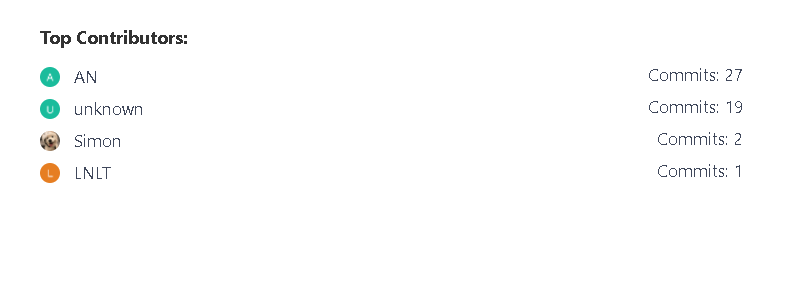 Top Contributors:
A AN Commits: 27
U unknown Commits: 19
Simon Commits: 2
L LNLT Commits: 1